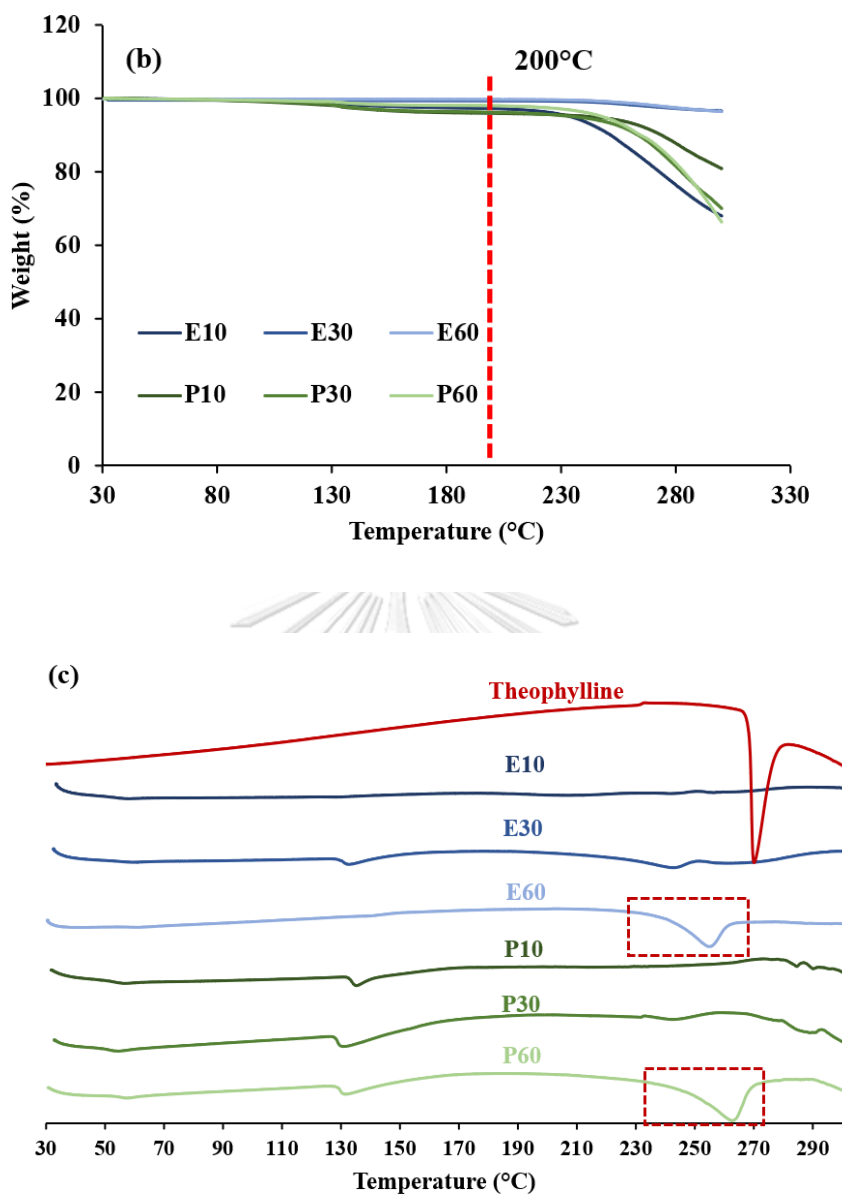 120
(b)
200°C
100
80
60
40
E10 E30 E60
20
P10 P30 P60
0
30 80 130 180 230 280 330
Weight (%)
Temperature (°C)
(c)
Theophylline
E10
E30
E60
P10
P30
P60
30 50 70 90 110 130 150 170 190 210 230 250 270 290
Temperature (°C)